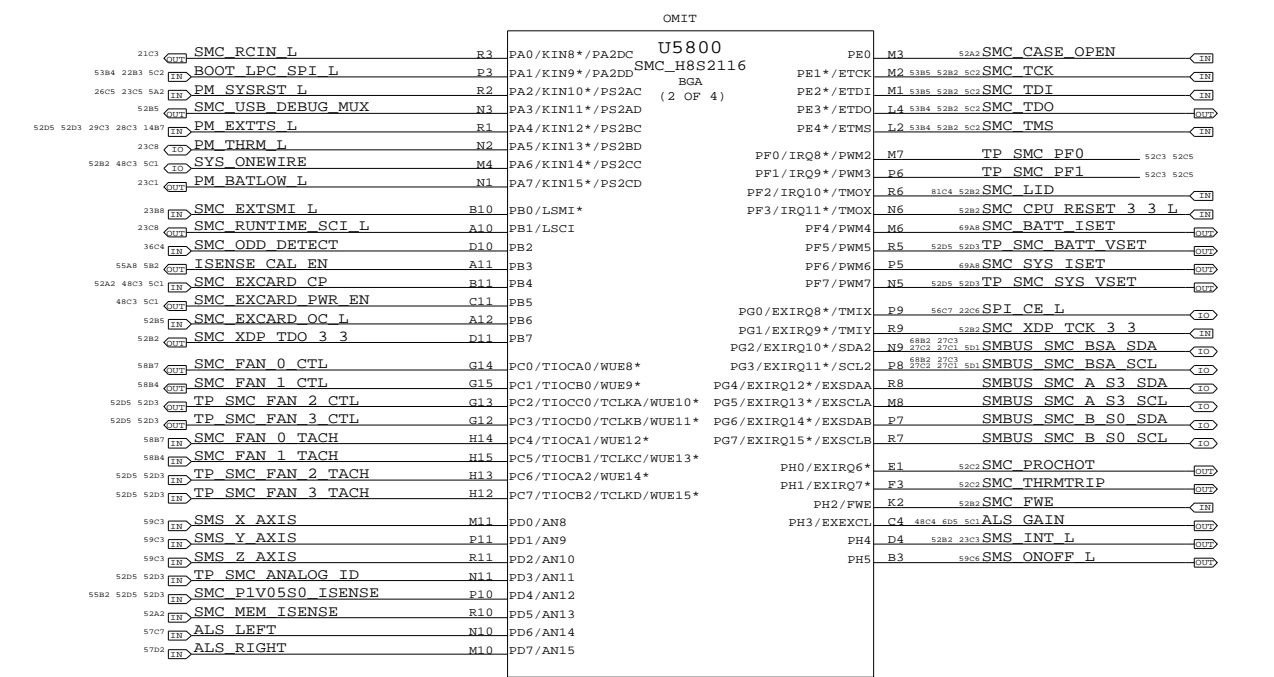 OMIT
U5800
SMC_H8S2116
BGA
(2 OF 4)
21C3 OUT SMC_RCIN_L R3 PA0/KIN8*/PA2DC
53B4 22B3 5C2 IN BOOT_LPC_SPI_L P3 PA1/KIN9*/PA2DD
26C5 23C5 5A2 IN PM_SYSRST_L R2 PA2/KIN10*/PS2AC
52B5 OUT SMC_USB_DEBUG_MUX N3 PA3/KIN11*/PS2AD
52D5 52D3 29C3 28C3 14B7 IN PM_EXTTS_L R1 PA4/KIN12*/PS2BC
23C8 IO PM_THRM_L N2 PA5/KIN13*/PS2BD
52B2 48C3 5C1 IO SYS_ONEWIRE M4 PA6/KIN14*/PS2CC
23C1 OUT PM_BATLOW_L N1 PA7/KIN15*/PS2CD
23B8 IN SMC_EXTSMI_L B10 PB0/LSMI*
23C8 OUT SMC_RUNTIME_SCI_L A10 PB1/LSCI
36C4 IN SMC_ODD_DETECT D10 PB2
55A8 5B2 OUT ISENSE_CAL_EN A11 PB3
52A2 48C3 5C1 IN SMC_EXCARD_CP B11 PB4
48C3 5C1 OUT SMC_EXCARD_PWR_EN C11 PB5
52B5 IN SMC_EXCARD_OC_L A12 PB6
52B2 OUT SMC_XDP_TDO_3_3 D11 PB7
58B7 OUT SMC_FAN_0_CTL G14 PC0/TIOCA0/WUE8*
58B4 OUT SMC_FAN_1_CTL G15 PC1/TIOCB0/WUE9*
52D5 52D3 OUT TP_SMC_FAN_2_CTL G13 PC2/TIOCC0/TCLKA/WUE10*
52D5 52D3 OUT TP_SMC_FAN_3_CTL G12 PC3/TIOCD0/TCLKB/WUE11*
58B7 IN SMC_FAN_0_TACH H14 PC4/TIOCA1/WUE12*
58B4 IN SMC_FAN_1_TACH H15 PC5/TIOCB1/TCLKC/WUE13*
52D5 52D3 IN TP_SMC_FAN_2_TACH H13 PC6/TIOCA2/WUE14*
52D5 52D3 IN TP_SMC_FAN_3_TACH H12 PC7/TIOCB2/TCLKD/WUE15*
59C3 IN SMS_X_AXIS M11 PD0/AN8
59C3 IN SMS_Y_AXIS P11 PD1/AN9
59C3 IN SMS_Z_AXIS R11 PD2/AN10
52D5 52D3 IN TP_SMC_ANALOG_ID N11 PD3/AN11
55B2 52D5 52D3 IN SMC_P1V05S0_ISENSE P10 PD4/AN12
52A2 IN SMC_MEM_ISENSE R10 PD5/AN13
57C7 IN ALS_LEFT N10 PD6/AN14
57D2 IN ALS_RIGHT M10 PD7/AN15
PE0 M3 52A2 SMC_CASE_OPEN IN
PE1*/ETCK M2 53B5 52B2 5C2 SMC_TCK IN
PE2*/ETDI M1 53B5 52B2 5C2 SMC_TDI IN
PE3*/ETDO L4 53B4 52B2 5C2 SMC_TDO OUT
PE4*/ETMS L2 53B4 52B2 5C2 SMC_TMS IN
PF0/IRQ8*/PWM2 M7 TP_SMC_PF0 52C3 52C5
PF1/IRQ9*/PWM3 P6 TP_SMC_PF1 52C3 52C5
PF2/IRQ10*/TMOY R6 81C4 52B2 SMC_LID IN
PF3/IRQ11*/TMOX N6 52B2 SMC_CPU_RESET_3_3_L IN
PF4/PWM4 M6 69A8 SMC_BATT_ISET OUT
PF5/PWM5 R5 52D5 52D3 TP_SMC_BATT_VSET OUT
PF6/PWM6 P5 69A8 SMC_SYS_ISET OUT
PF7/PWM7 N5 52D5 52D3 TP_SMC_SYS_VSET OUT
PG0/EXIRQ8*/TMIX P9 56C7 22C6 SPI_CE_L IO
PG1/EXIRQ9*/TMIY R9 52B2 SMC_XDP_TCK_3_3 IN
68B2 27C3
PG2/EXIRQ10*/SDA2 N9 27C2 27C1 5D1 SMBUS_SMC_BSA_SDA IO
68B2 27C3
PG3/EXIRQ11*/SCL2 P8 27C2 27C1 5D1 SMBUS_SMC_BSA_SCL IO
PG4/EXIRQ12*/EXSDAA R8 SMBUS_SMC_A_S3_SDA IO
PG5/EXIRQ13*/EXSCLA M8 SMBUS_SMC_A_S3_SCL IO
PG6/EXIRQ14*/EXSDAB P7 SMBUS_SMC_B_S0_SDA IO
PG7/EXIRQ15*/EXSCLB R7 SMBUS_SMC_B_S0_SCL IO
PH0/EXIRQ6* E1 52C2 SMC_PROCHOT OUT
PH1/EXIRQ7* F3 52C2 SMC_THRMTRIP OUT
PH2/FWE K2 52B2 SMC_FWE IN
PH3/EXEXCL C4 48C4 6D5 5C1 ALS_GAIN OUT
PH4 D4 52B2 23C3 SMS_INT_L OUT
PH5 B3 59C6 SMS_ONOFF_L OUT